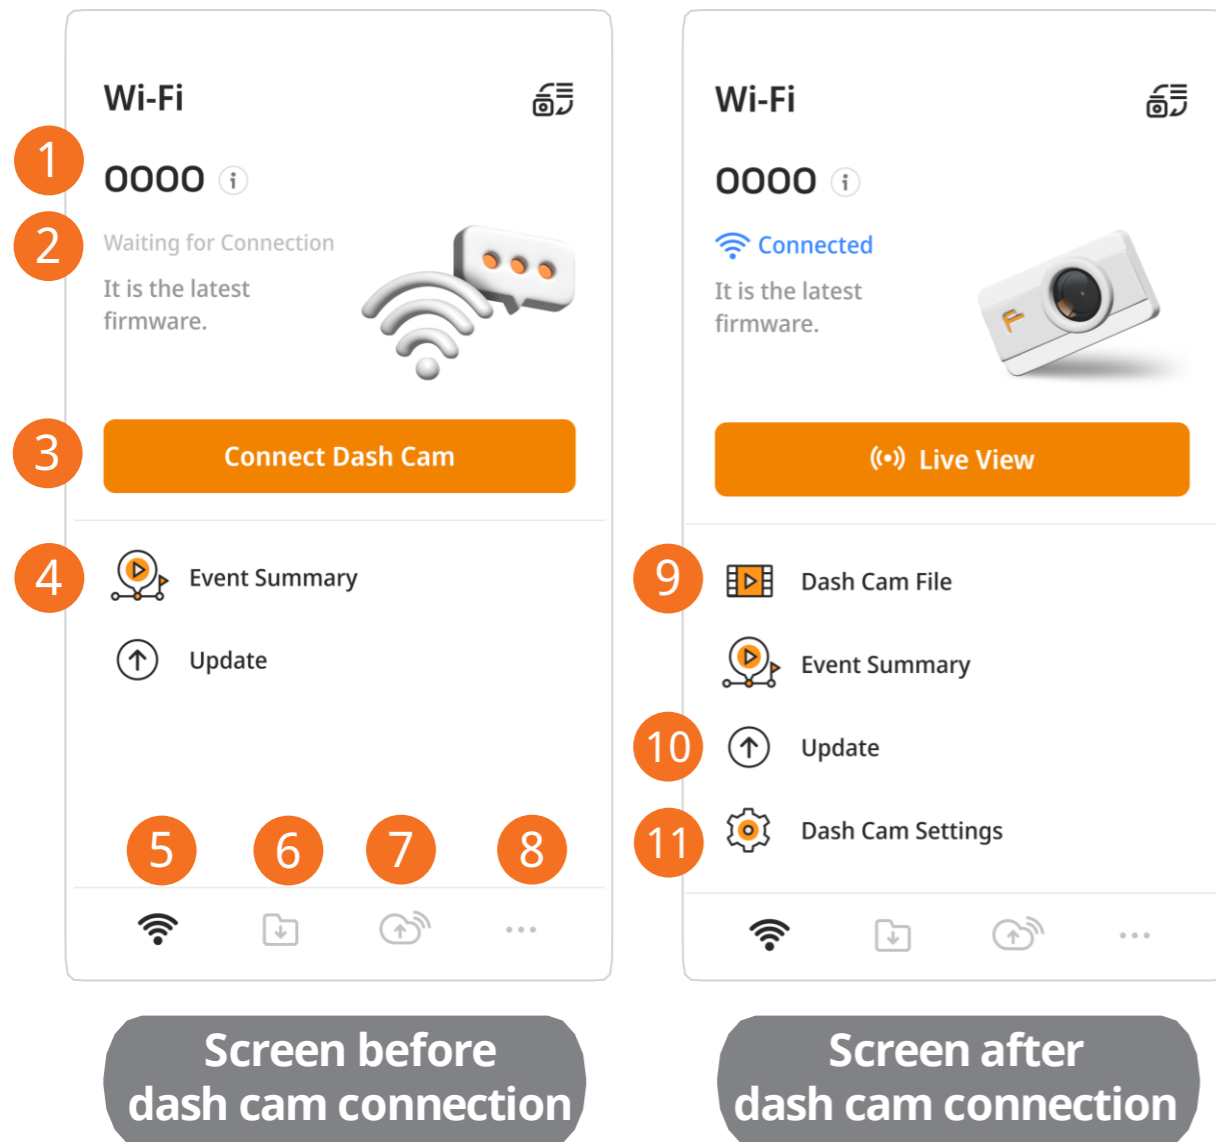 Wi-Fi
1
OOOO i
2
Waiting for Connection
It is the latest
firmware.
3
Connect Dash Cam
4
Event Summary
Update
5 6 7 8
Screen before
dash cam connection
Wi-Fi
OOOO i
Connected
It is the latest
firmware.
Live View
9
Dash Cam File
Event Summary
10
Update
11
Dash Cam Settings
Screen after
dash cam connection